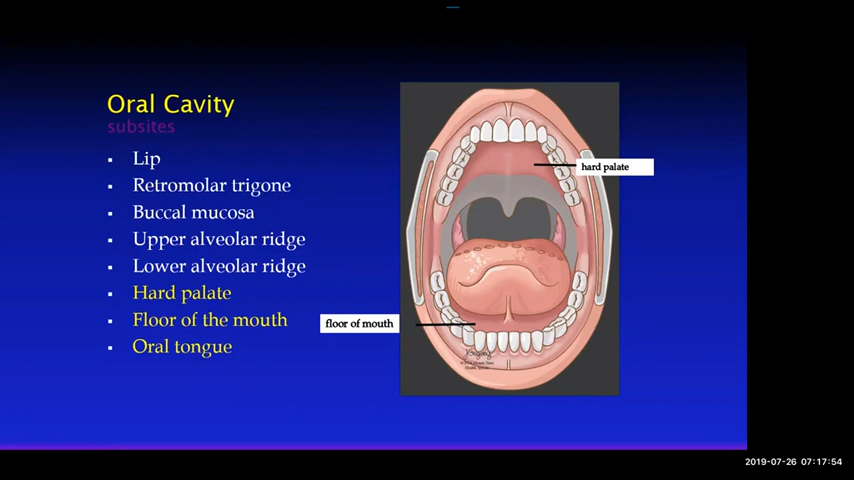 Oral Cavity
subsites
▪ Lip
▪ Retromolar trigone
▪ Buccal mucosa
▪ Upper alveolar ridge
▪ Lower alveolar ridge
▪ Hard palate
▪ Floor of the mouth
▪ Oral tongue
hard palate
floor of mouth
2019-07-26 07:17:54